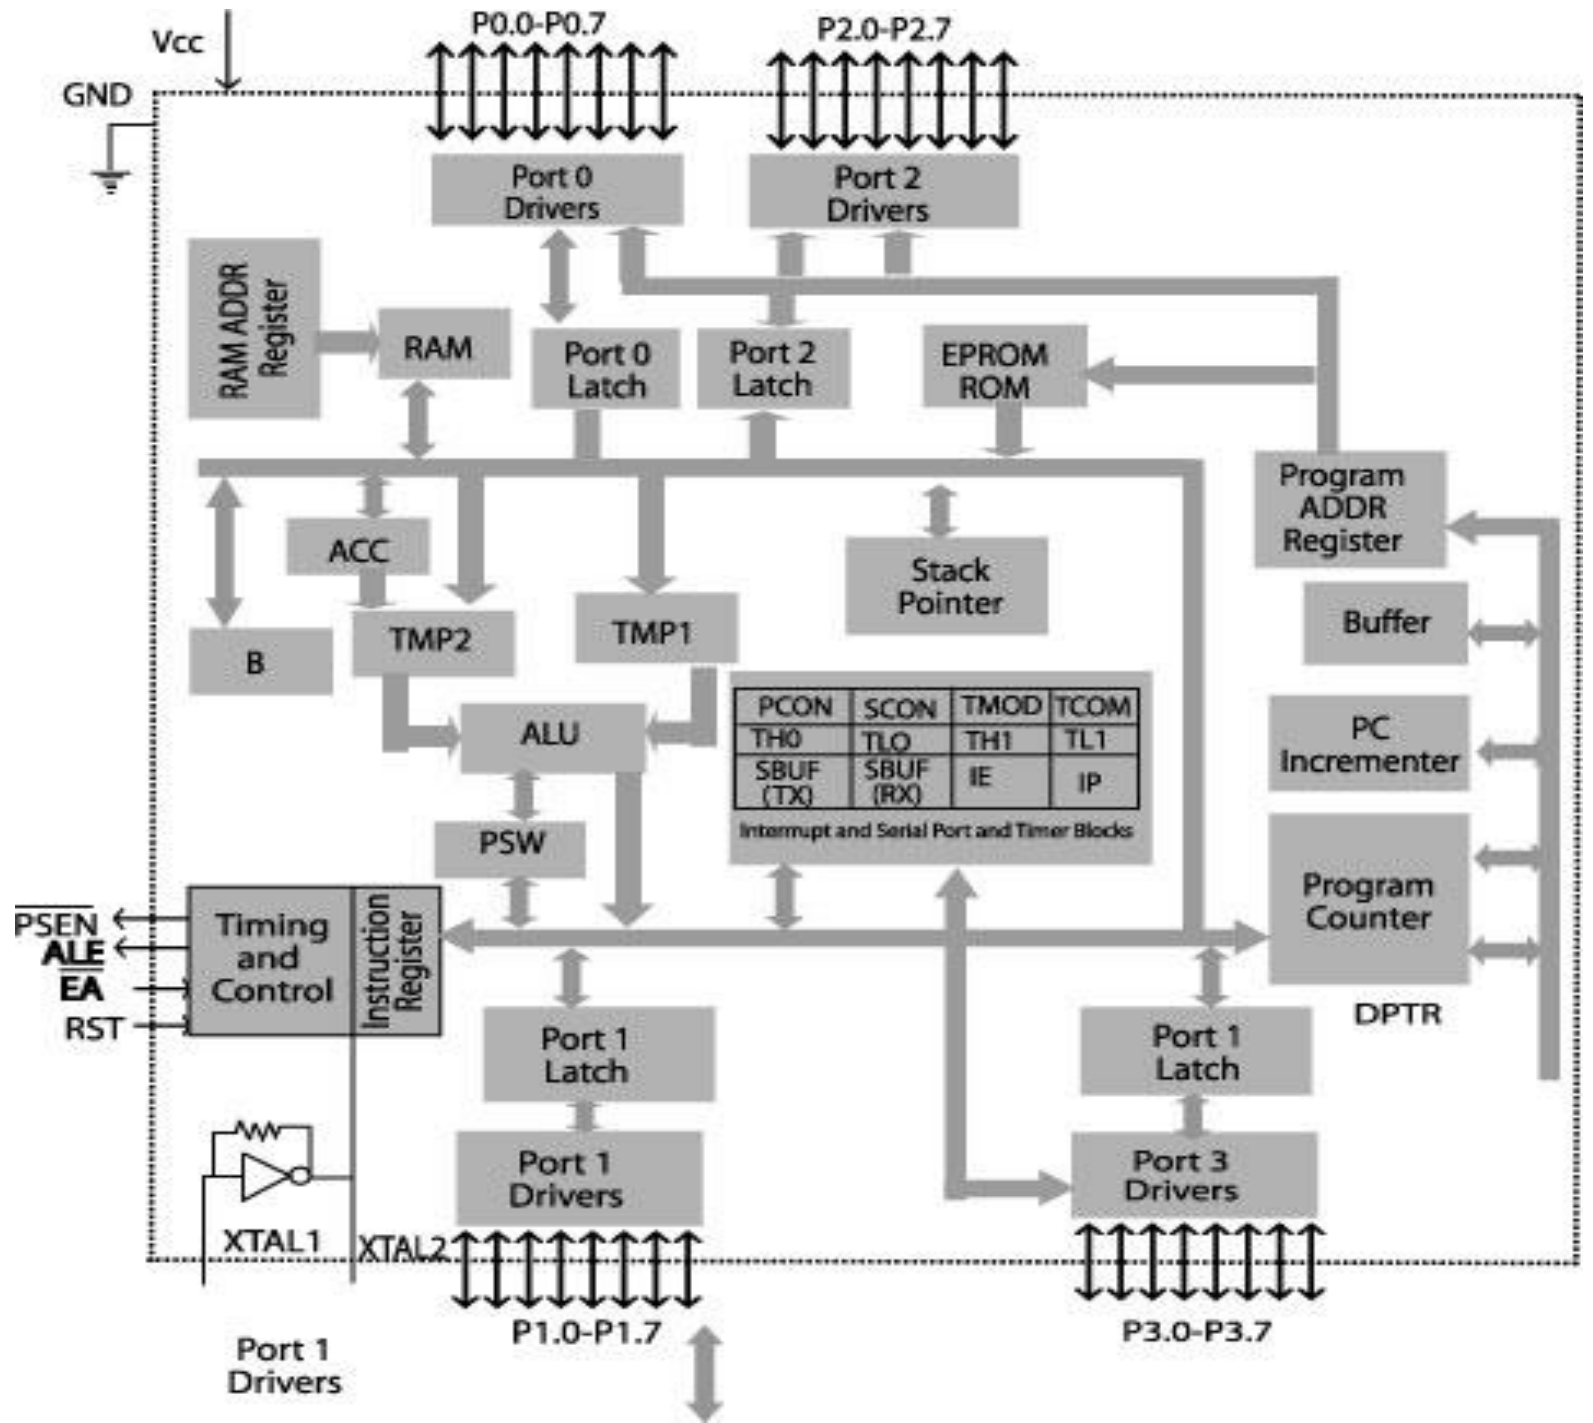 P0.0-P0.7
P2.0-P2.7
Vcc
GND
Port 0
Drivers
Port 2
Drivers
RAM ADDR
Register
RAM
Port 0
Latch
Port 2
Latch
EPROM
ROM
Program
ADDR
Register
ACC
Stack
Pointer
Buffer
B
TMP2
TMP1
PCON SCON TMOD TCOM
TH0 TLO TH1 TL1
SBUF
(TX)
SBUF
(RX)
IE
IP
Interrupt and Serial Port and Timer Blocks
ALU
PC
Incrementer
PSW
Program
Counter
PSEN
ALE
EA
RST
Timing
and
Control
Instruction
Register
DPTR
Port 1
Latch
Port 1
Latch
Port 1
Drivers
Port 3
Drivers
XTAL1
XTAL2
P1.0-P1.7
P3.0-P3.7
Port 1
Drivers